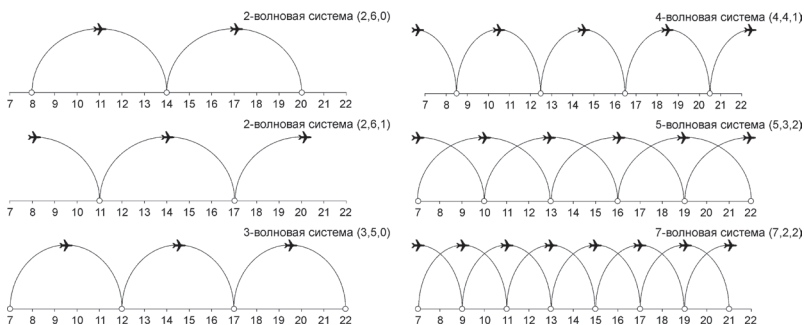 2-волновая система (2,6,0)
7 8 9 10 11 12 13 14 15 16 17 18 19 20 21 22
2-волновая система (2,6,1)
7 8 9 10 11 12 13 14 15 16 17 18 19 20 21 22
3-волновая система (3,5,0)
7 8 9 10 11 12 13 14 15 16 17 18 19 20 21 22
4-волновая система (4,4,1)
7 8 9 10 11 12 13 14 15 16 17 18 19 20 21 22
5-волновая система (5,3,2)
7 8 9 10 11 12 13 14 15 16 17 18 19 20 21 22
7-волновая система (7,2,2)
7 8 9 10 11 12 13 14 15 16 17 18 19 20 21 22